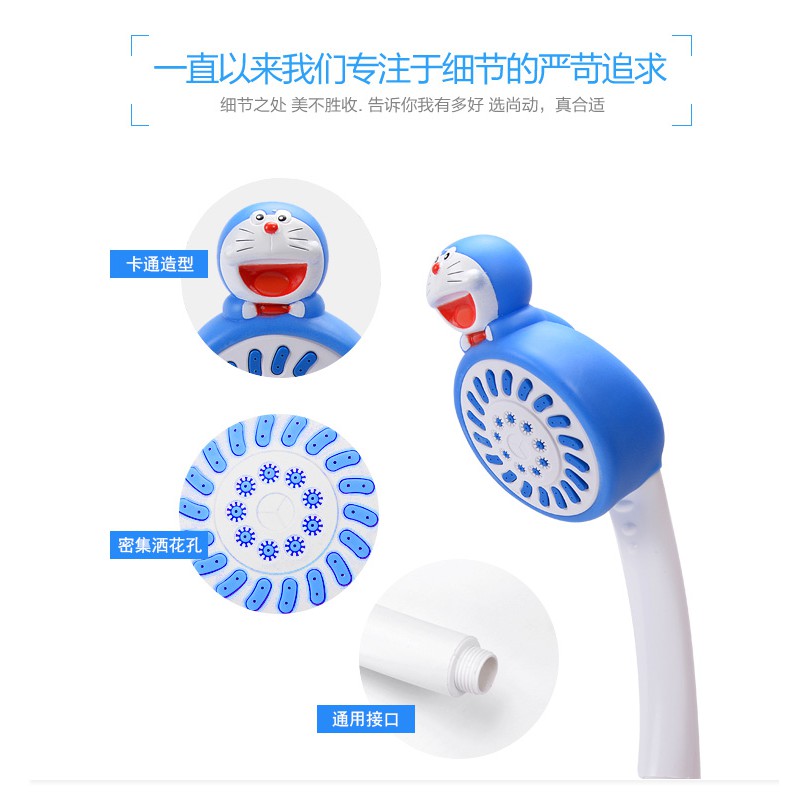 一直以来我们专注于细节的严苛追求
细节之处 美不胜收. 告诉你我有多好 选尚动，真合适
卡通造型
密集洒花孔
通用接口